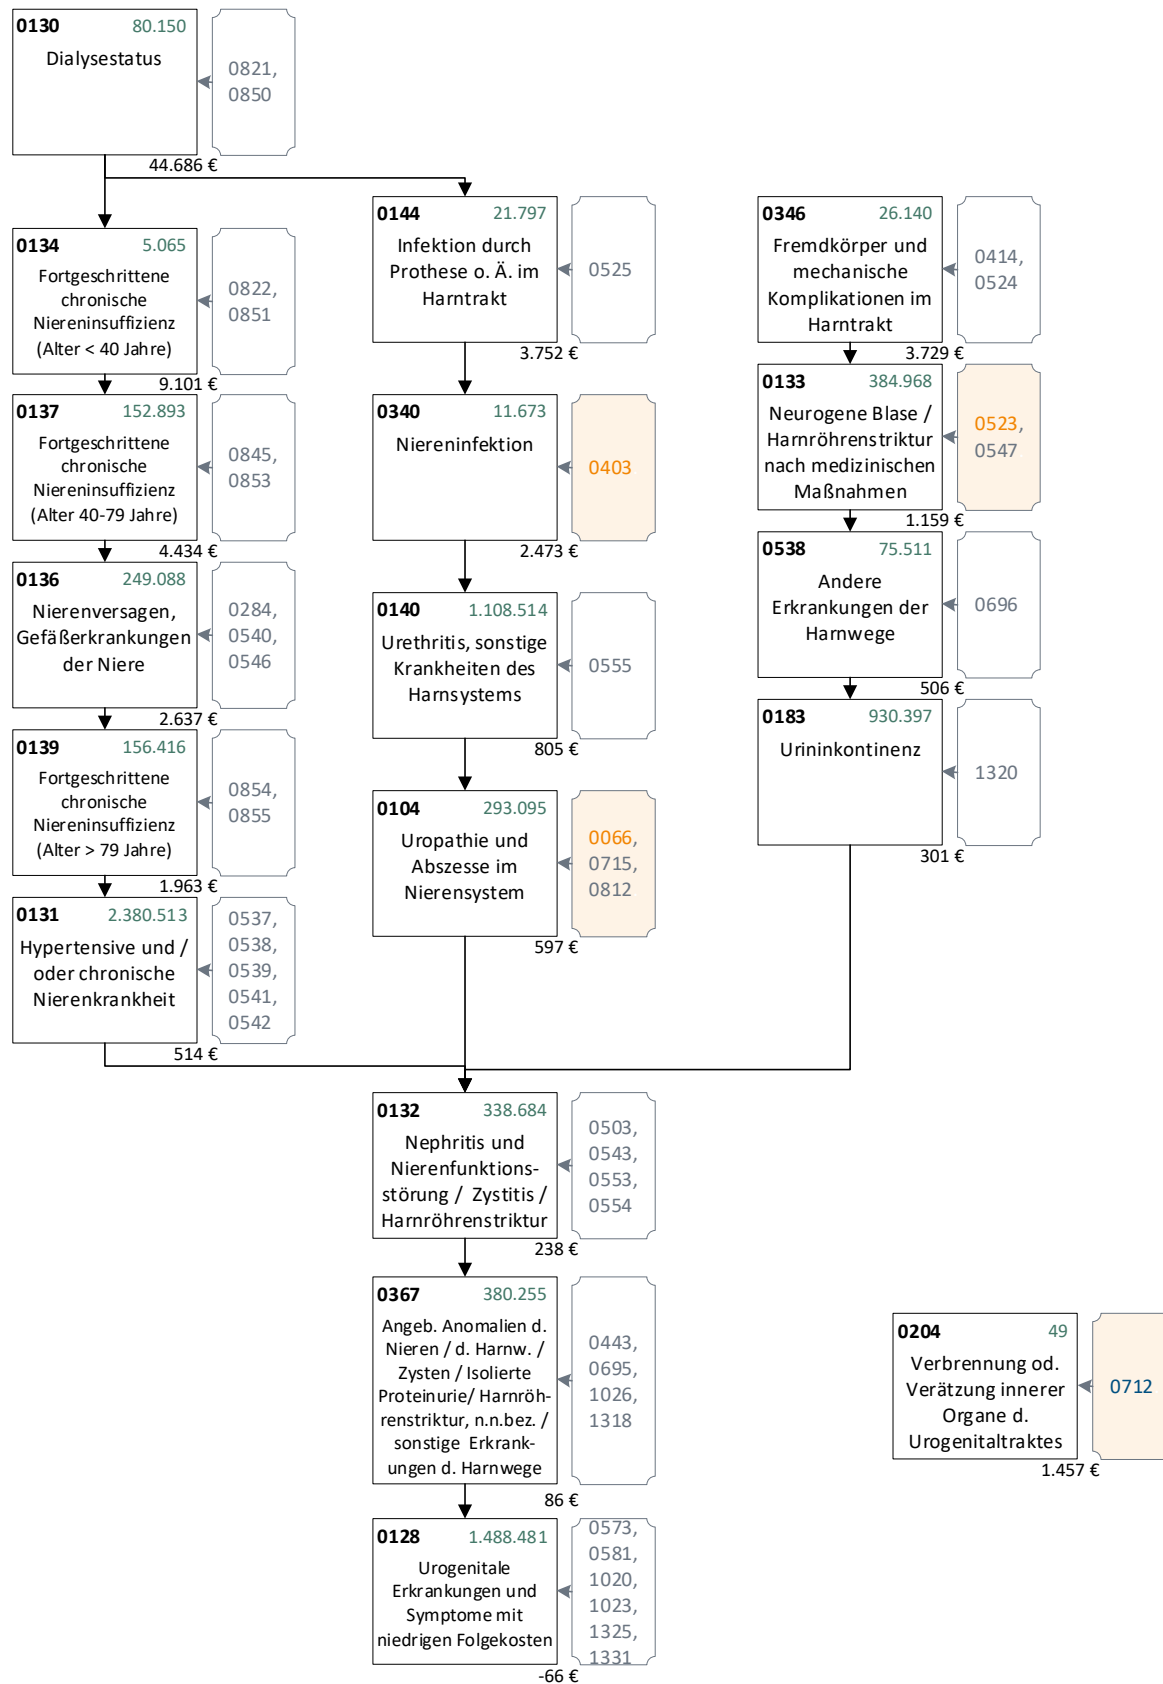 0130 80.150
Dialysestatus
0821,
0850
44.686 €
0134 5.065
Fortgeschrittene
chronische
Niereninsuffizienz
(Alter < 40 Jahre)
0822,
0851
9.101 €
0137 152.893
Fortgeschrittene
chronische
Niereninsuffizienz
(Alter 40-79 Jahre)
0845,
0853
4.434 €
0136 249.088
Nierenversagen,
Gefäßerkrankungen
der Niere
0284,
0540,
0546
2.637 €
0139 156.416
Fortgeschrittene
chronische
Niereninsuffizienz
(Alter > 79 Jahre)
0854,
0855
1.963 €
0131 2.380.513
Hypertensive und /
oder chronische
Nierenkrankheit
0537,
0538,
0539,
0541,
0542
514 €
0144 21.797
Infektion durch
Prothese o. Ä. im
Harntrakt
0525
3.752 €
0340 11.673
Niereninfektion
0403
2.473 €
0140 1.108.514
Urethritis, sonstige
Krankheiten des
Harnsystems
0555
805 €
0104 293.095
Uropathie und
Abszesse im
Nierensystem
0066,
0715,
0812
597 €
0346 26.140
Fremdkörper und
mechanische
Komplikationen im
Harntrakt
0414,
0524
3.729 €
0133 384.968
Neurogene Blase /
Harnröhrenstriktur
nach medizinischen
Maßnahmen
0523,
0547
1.159 €
0538 75.511
Andere
Erkrankungen der
Harnwege
0696
506 €
0183 930.397
Urininkontinenz
1320
301 €
0132 338.684
Nephritis und
Nierenfunktions-
störung / Zystitis /
Harnröhrenstriktur
0503,
0543,
0553,
0554
238 €
0367 380.255
Angeb. Anomalien d.
Nieren / d. Harnw. /
Zysten / Isolierte
Proteinurie/ Harnröh-
renstriktur, n.n.bez. /
sonstige Erkrank-
ungen d. Harnwege
0443,
0695,
1026,
1318
86 €
0128 1.488.481
Urogenitale
Erkrankungen und
Symptome mit
niedrigen Folgekosten
0573,
0581,
1020,
1023,
1325,
1331
-66 €
0204 49
Verbrennung od.
Verätzung innerer
Organe d.
Urogenitaltraktes
0712
1.457 €